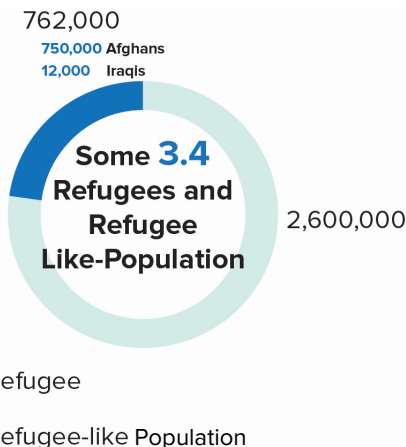 762,000
750,000 Afghans
12,000 Iraqis
Some 3.4
Refugees and
Refugee
Like-Population
2,600,000
efugee
efugee-like Population